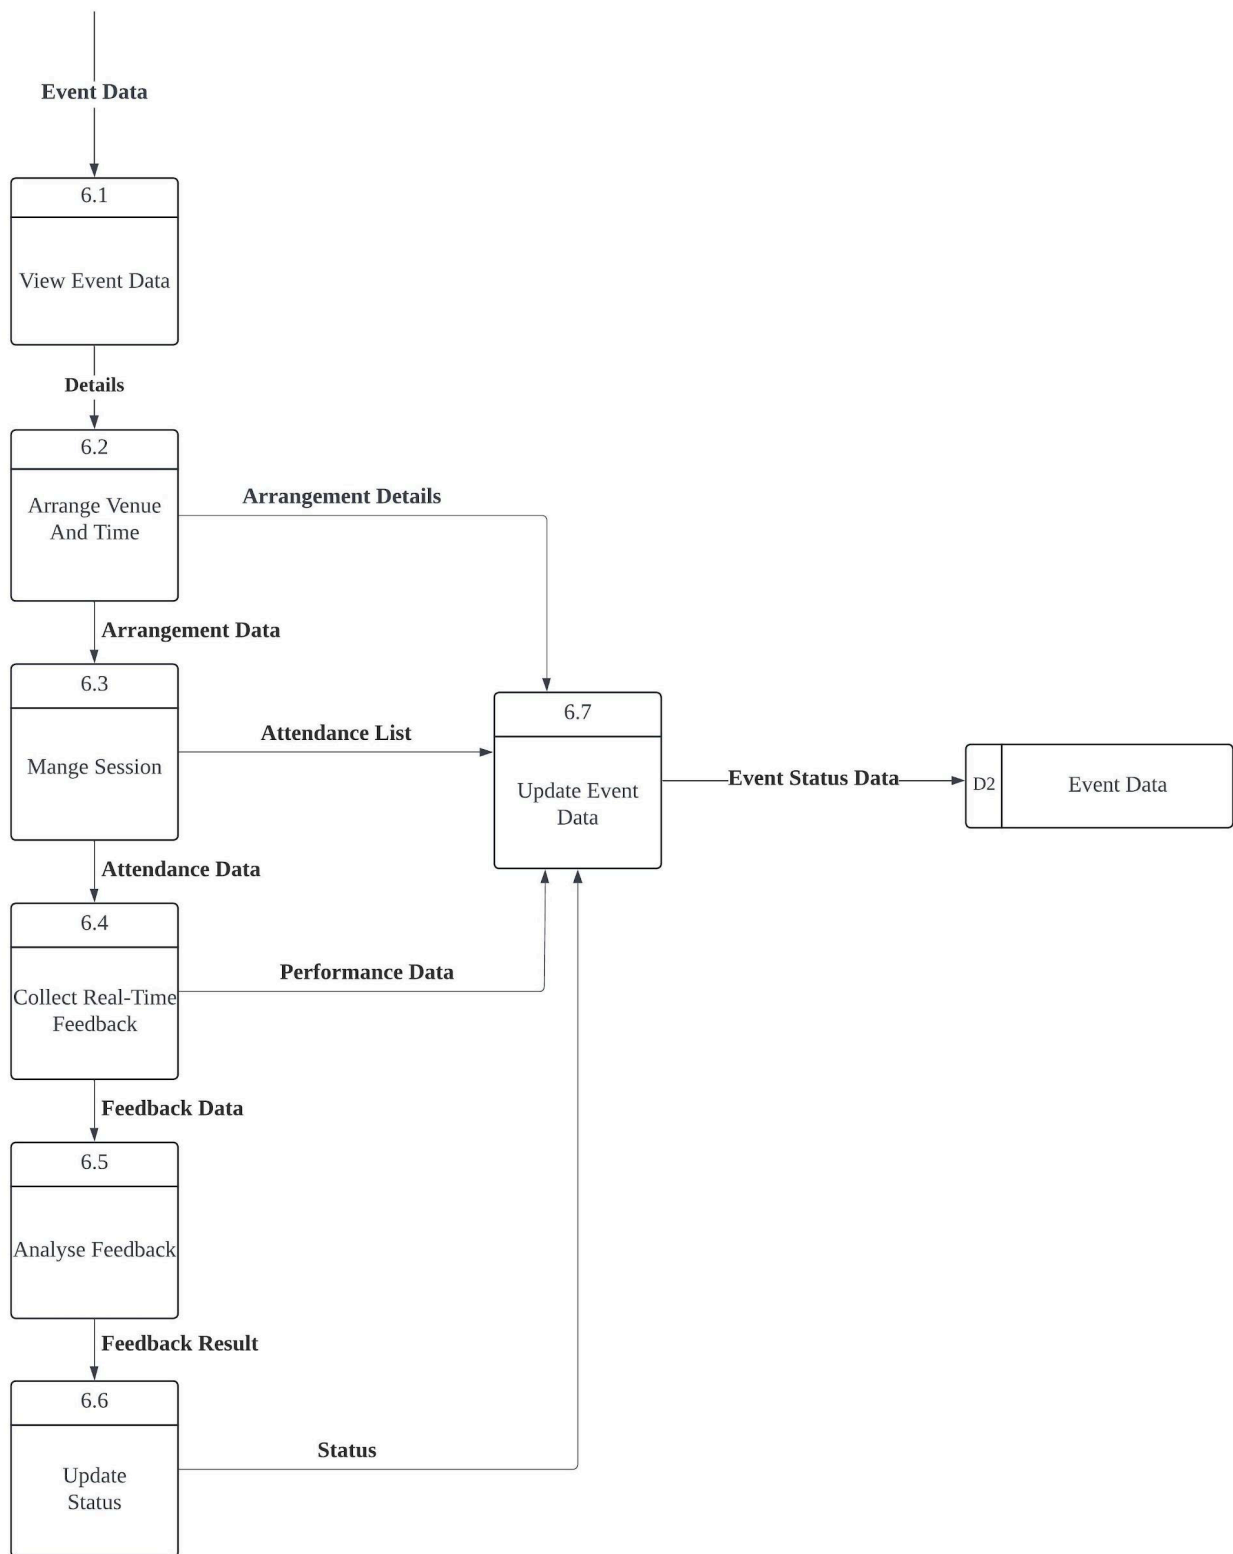 Event Data
6.1
View Event Data
Details
6.2
Arrange Venue
And Time
Arrangement Details
Arrangement Data
6.3
Mange Session
Attendance List
6.7
Update Event
Data
Event Status Data
D2
Event Data
Attendance Data
6.4
Collect Real-Time
Feedback
Performance Data
Feedback Data
6.5
Analyse Feedback
Feedback Result
6.6
Update
Status
Status